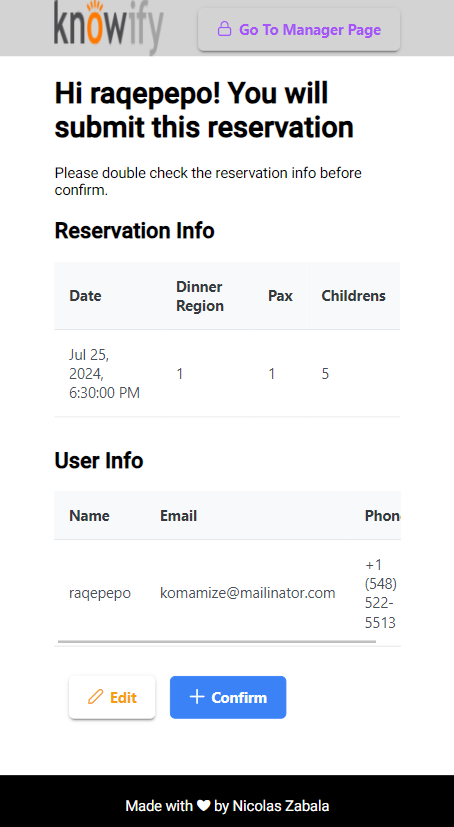 knowify
Go To Manager Page
Hi raqepepo! You will
submit this reservation
Please double check the reservation info before
confirm.
Reservation Info
Date Dinner Region Pax Childrens
Jul 25, 2024, 6:30:00 PM 1 1 5
User Info
Name Email Phon
raqepepo komamize@mailinator.com +1 (548) 522-5513
Edit Confirm
Made with ❤ by Nicolas Zabala